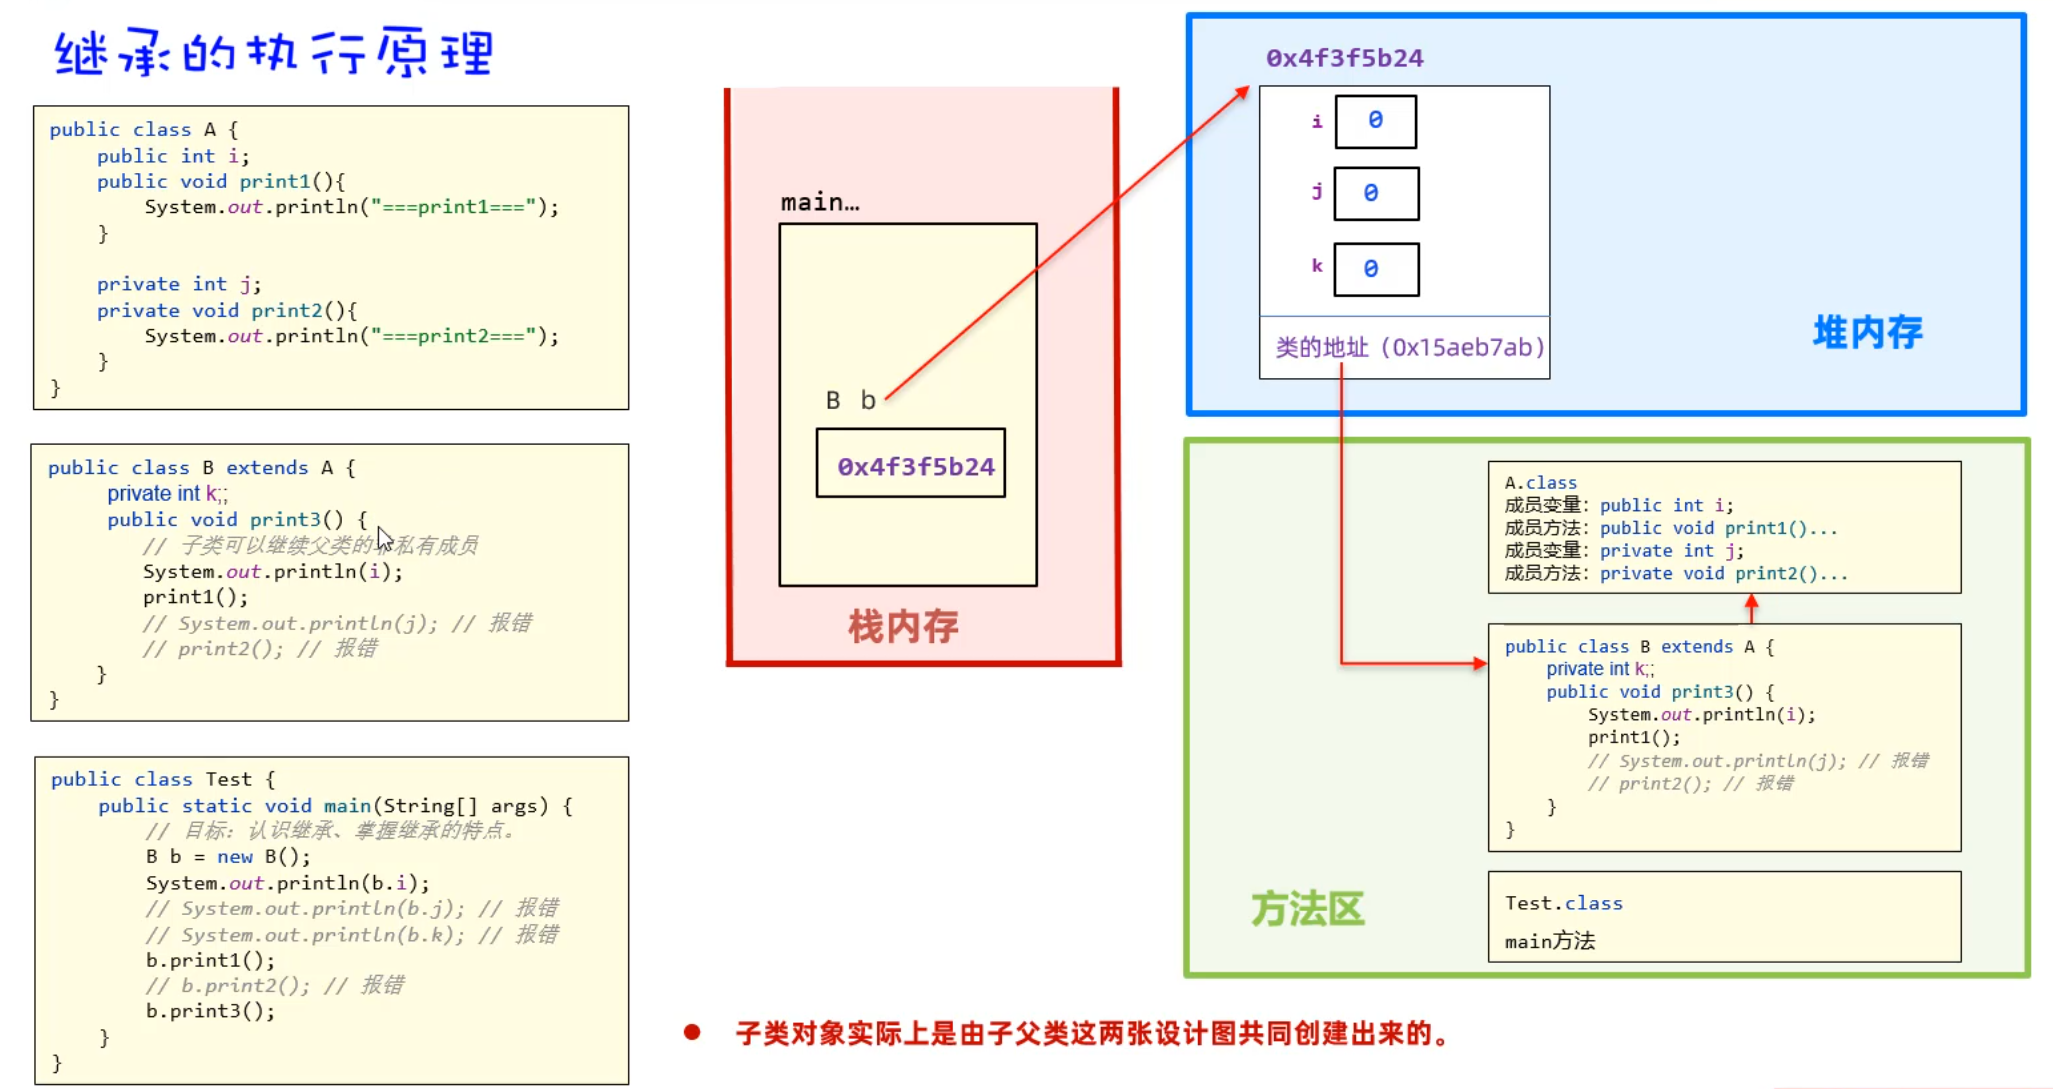 继承的执行原理
public class A {
public int i;
public void print1(){
System.out.println("===print1===");
}
private int j;
private void print2(){
System.out.println("===print2===");
}
}
public class B extends A {
private int k;;
public void print3() {
// 子类可以继续父类的非私有成员
System.out.println(i);
print1();
// System.out.println(j); // 报错
// print2(); // 报错
}
}
public class Test {
public static void main(String[] args) {
// 目标：认识继承、掌握继承的特点。
B b = new B();
System.out.println(b.i);
// System.out.println(b.j); // 报错
// System.out.println(b.k); // 报错
b.print1();
// b.print2(); // 报错
b.print3();
}
}
main…
B b
0x4f3f5b24
栈内存
0x4f3f5b24
i 0
j 0
k 0
类的地址（0x15aeb7ab）
堆内存
A.class
成员变量：public int i;
成员方法：public void print1()...
成员变量：private int j;
成员方法：private void print2()...
public class B extends A {
private int k;;
public void print3() {
System.out.println(i);
print1();
// System.out.println(j); // 报错
// print2(); // 报错
}
}
方法区
Test.class
main方法
● 子类对象实际上是由子父类这两张设计图共同创建出来的。